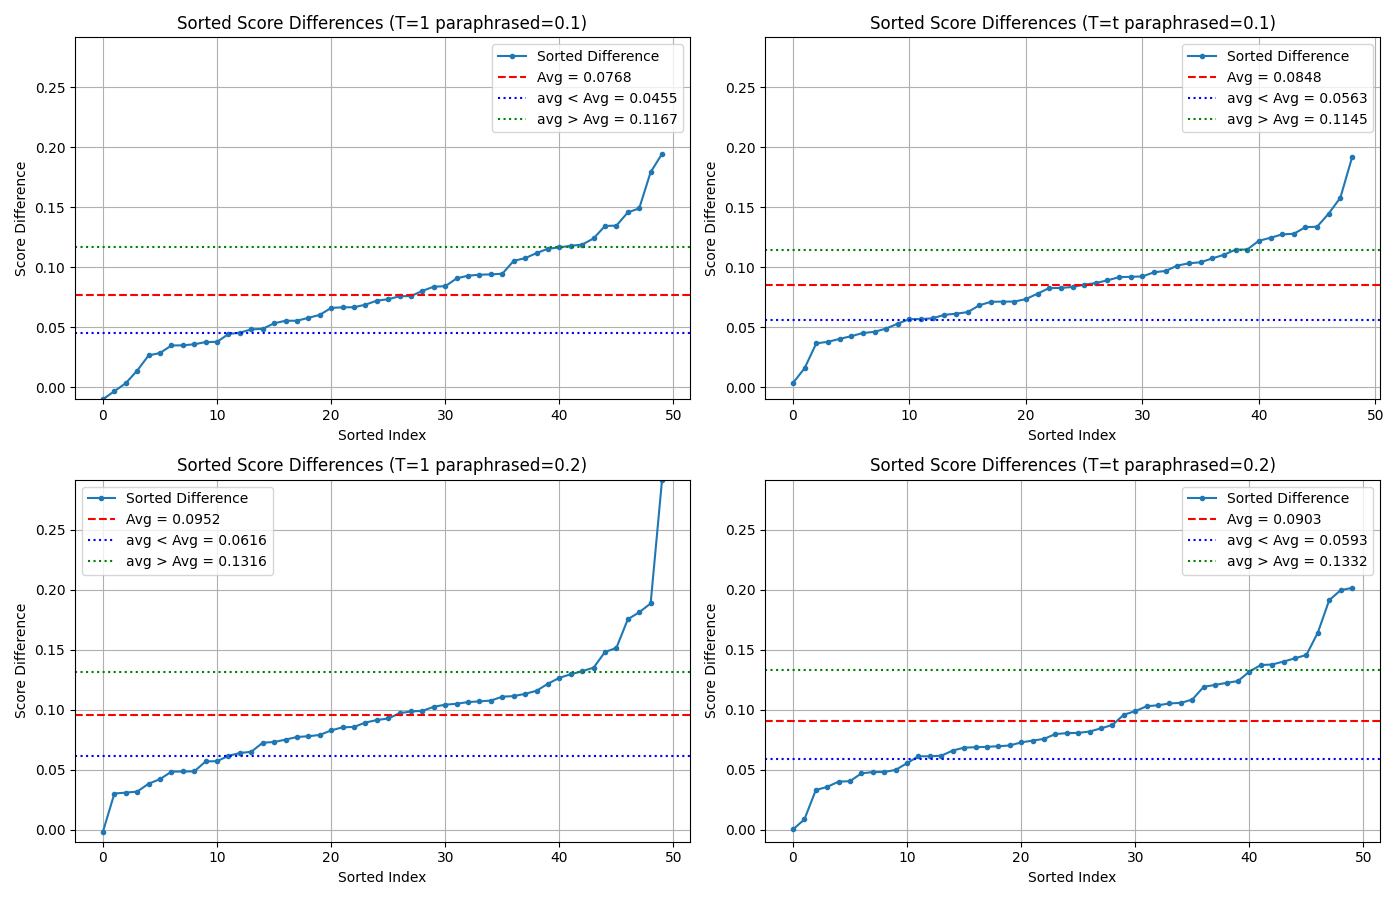 Sorted Score Differences (T=1 paraphrased=0.1)
Score Difference
0.25
0.20
0.15
0.10
0.05
0.00
Sorted Difference
Avg = 0.0768
avg < Avg = 0.0455
avg > Avg = 0.1167
0 10 20 30 40 50
Sorted Index
Sorted Score Differences (T=t paraphrased=0.1)
Score Difference
0.25
0.20
0.15
0.10
0.05
0.00
Sorted Difference
Avg = 0.0848
avg < Avg = 0.0563
avg > Avg = 0.1145
0 10 20 30 40 50
Sorted Index
Sorted Score Differences (T=1 paraphrased=0.2)
Score Difference
0.25
0.20
0.15
0.10
0.05
0.00
Sorted Difference
Avg = 0.0952
avg < Avg = 0.0616
avg > Avg = 0.1316
0 10 20 30 40 50
Sorted Index
Sorted Score Differences (T=t paraphrased=0.2)
Score Difference
0.25
0.20
0.15
0.10
0.05
0.00
Sorted Difference
Avg = 0.0903
avg < Avg = 0.0593
avg > Avg = 0.1332
0 10 20 30 40 50
Sorted Index